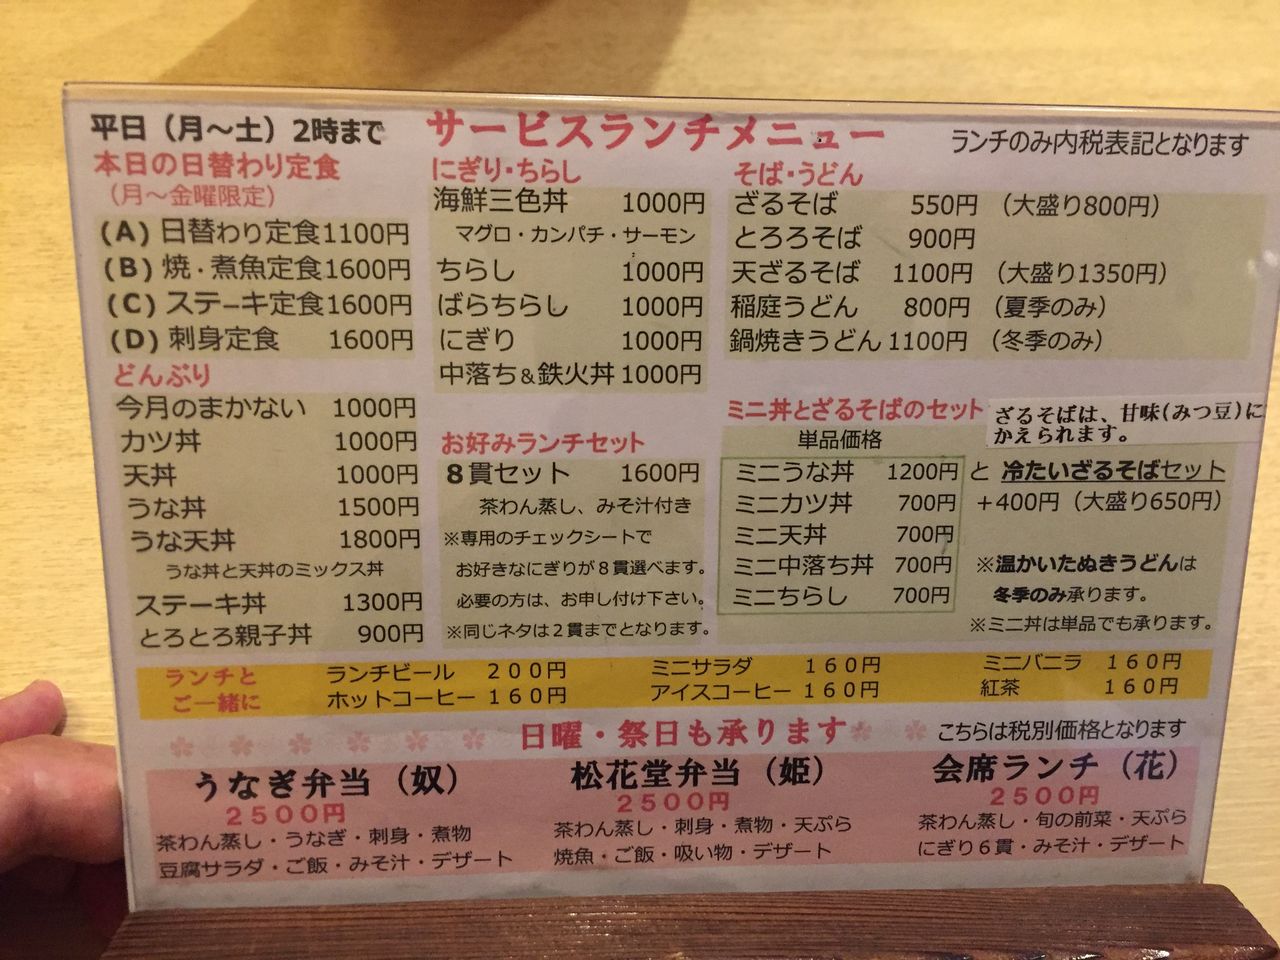 平日（月～土）2時まで
サービスランチメニュー
ランチのみ内税表記となります
本日の日替わり定食
（月～金曜限定）
(A) 日替わり定食1100円
(B) 焼・煮魚定食1600円
(C) ステーキ定食1600円
(D) 刺身定食 1600円
どんぶり
今月のまかない 1000円
カツ丼 1000円
天丼 1000円
うな丼 1500円
うな天丼 1800円
うな丼と天丼のミックス丼
ステーキ丼 1300円
とろとろ親子丼 900円
にぎり・ちらし
海鮮三色丼 1000円
マグロ・カンパチ・サーモン
ちらし 1000円
ばらちらし 1000円
にぎり 1000円
中落ち&鉄火丼 1000円
お好みランチセット
8貫セット 1600円
茶わん蒸し、みそ汁付き
※専用のチェックシートで
お好きなにぎりが8貫選べます。
必要の方は、お申し付け下さい。
※同じネタは2貫までとなります。
そば・うどん
ざるそば 550円 （大盛り800円）
とろろそば 900円
天ざるそば 1100円 （大盛り1350円）
稲庭うどん 800円 （夏季のみ）
鍋焼きうどん 1100円 （冬季のみ）
ミニ丼とざるそばのセット
ざるそばは、甘味(みつ豆)に
かえられます。
単品価格
ミニうな丼 1200円
ミニカツ丼 700円
ミニ天丼 700円
ミニ中落ち丼 700円
ミニちらし 700円
と 冷たいざるそばセット
＋400円（大盛り650円）
※温かいたぬきうどんは
冬季のみ承ります。
※ミニ丼は単品でも承ります。
ランチと
ご一緒に
ランチビール 200円 ミニサラダ 160円 ミニバニラ 160円
ホットコーヒー 160円 アイスコーヒー 160円 紅茶 160円
日曜・祭日も承ります
こちらは税別価格となります
うなぎ弁当（奴）
2500円
茶わん蒸し・うなぎ・刺身・煮物
豆腐サラダ・ご飯・みそ汁・デザート
松花堂弁当（姫）
2500円
茶わん蒸し・刺身・煮物・天ぷら
焼魚・ご飯・吸い物・デザート
会席ランチ（花）
2500円
茶わん蒸し・旬の前菜・天ぷら
にぎり6貫・みそ汁・デザート